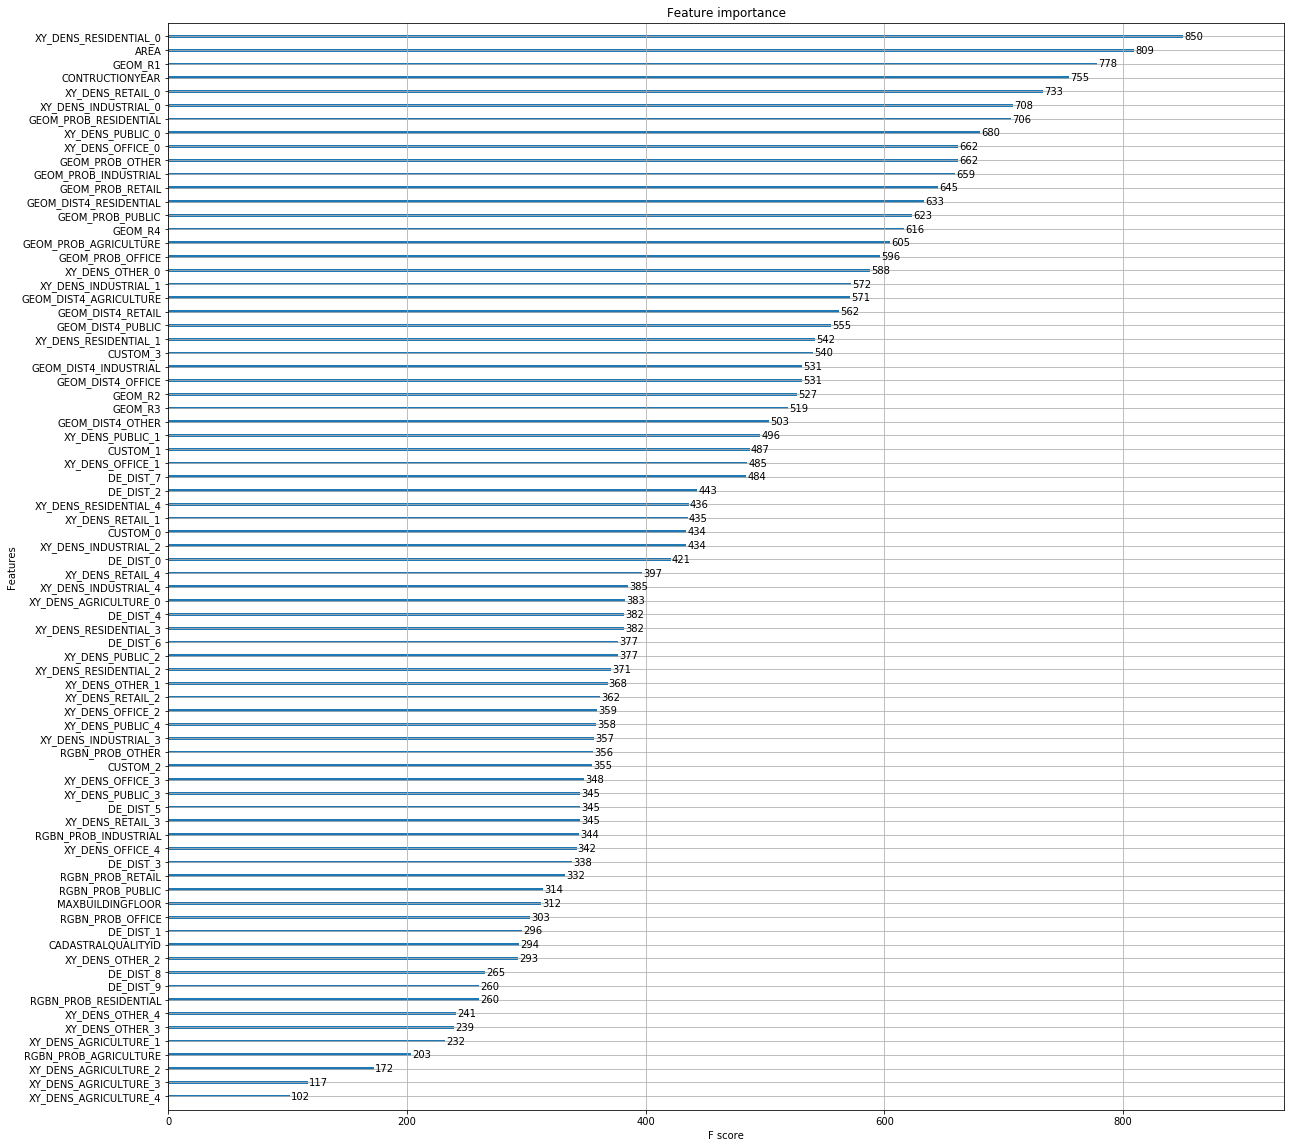 Feature importance
XY_DENS_RESIDENTIAL_0 850
AREA 809
GEOM_R1 778
CONTRUCTIONYEAR 755
XY_DENS_RETAIL_0 733
XY_DENS_INDUSTRIAL_0 708
GEOM_PROB_RESIDENTIAL 706
XY_DENS_PUBLIC_0 680
XY_DENS_OFFICE_0 662
GEOM_PROB_OTHER 662
GEOM_PROB_INDUSTRIAL 659
GEOM_PROB_RETAIL 645
GEOM_DIST4_RESIDENTIAL 633
GEOM_PROB_PUBLIC 623
GEOM_R4 616
GEOM_PROB_AGRICULTURE 605
GEOM_PROB_OFFICE 596
XY_DENS_OTHER_0 588
XY_DENS_INDUSTRIAL_1 572
GEOM_DIST4_AGRICULTURE 571
GEOM_DIST4_RETAIL 562
GEOM_DIST4_PUBLIC 555
XY_DENS_RESIDENTIAL_1 542
CUSTOM_3 540
GEOM_DIST4_INDUSTRIAL 531
GEOM_DIST4_OFFICE 531
GEOM_R2 527
GEOM_R3 519
GEOM_DIST4_OTHER 503
XY_DENS_PUBLIC_1 496
CUSTOM_1 487
XY_DENS_OFFICE_1 485
DE_DIST_7 484
DE_DIST_2 443
XY_DENS_RESIDENTIAL_4 436
XY_DENS_RETAIL_1 435
CUSTOM_0 434
XY_DENS_INDUSTRIAL_2 434
DE_DIST_0 421
XY_DENS_RETAIL_4 397
XY_DENS_INDUSTRIAL_4 385
XY_DENS_AGRICULTURE_0 383
DE_DIST_4 382
XY_DENS_RESIDENTIAL_3 382
DE_DIST_6 377
XY_DENS_PUBLIC_2 377
XY_DENS_RESIDENTIAL_2 371
XY_DENS_OTHER_1 368
XY_DENS_RETAIL_2 362
XY_DENS_OFFICE_2 359
XY_DENS_PUBLIC_4 358
XY_DENS_INDUSTRIAL_3 357
RGBN_PROB_OTHER 356
CUSTOM_2 355
XY_DENS_OFFICE_3 348
XY_DENS_PUBLIC_3 345
DE_DIST_5 345
XY_DENS_RETAIL_3 345
RGBN_PROB_INDUSTRIAL 344
XY_DENS_OFFICE_4 342
DE_DIST_3 338
RGBN_PROB_RETAIL 332
RGBN_PROB_PUBLIC 314
MAXBUILDINGFLOOR 312
RGBN_PROB_OFFICE 303
DE_DIST_1 296
CADASTRALQUALITYID 294
XY_DENS_OTHER_2 293
DE_DIST_8 265
DE_DIST_9 260
RGBN_PROB_RESIDENTIAL 260
XY_DENS_OTHER_4 241
XY_DENS_OTHER_3 239
XY_DENS_AGRICULTURE_1 232
RGBN_PROB_AGRICULTURE 203
XY_DENS_AGRICULTURE_2 172
XY_DENS_AGRICULTURE_3 117
XY_DENS_AGRICULTURE_4 102
Features
0 200 400 600 800
F score